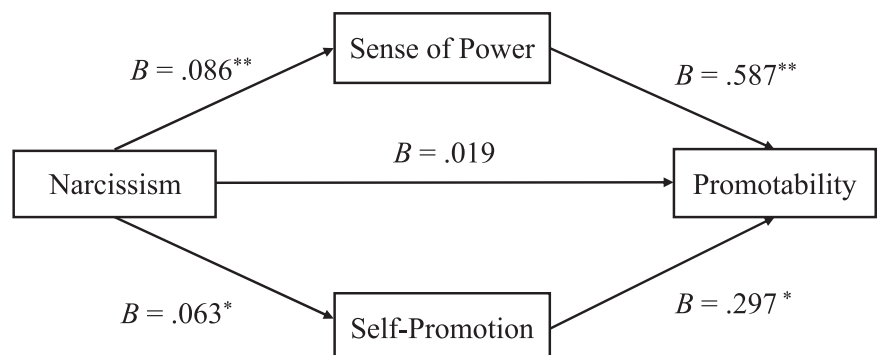 Sense of Power
B = .086**
B = .587**
B = .019
Narcissism
Promotability
B = .063*
B = .297 *
Self-Promotion